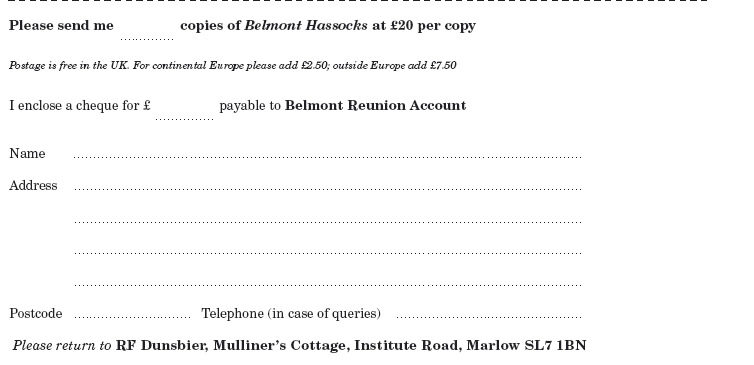 Please send me .............. copies of Belmont Hassocks at £20 per copy
Postage is free in the UK. For continental Europe please add £2.50; outside Europe add £7.50
I enclose a cheque for £ ............... payable to Belmont Reunion Account
Name ................................................................
Address ................................................................
................................................................
................................................................
................................................................
Postcode .............................. Telephone (in case of queries) ................................................
Please return to RF Dunsbier, Mulliner's Cottage, Institute Road, Marlow SL7 1BN